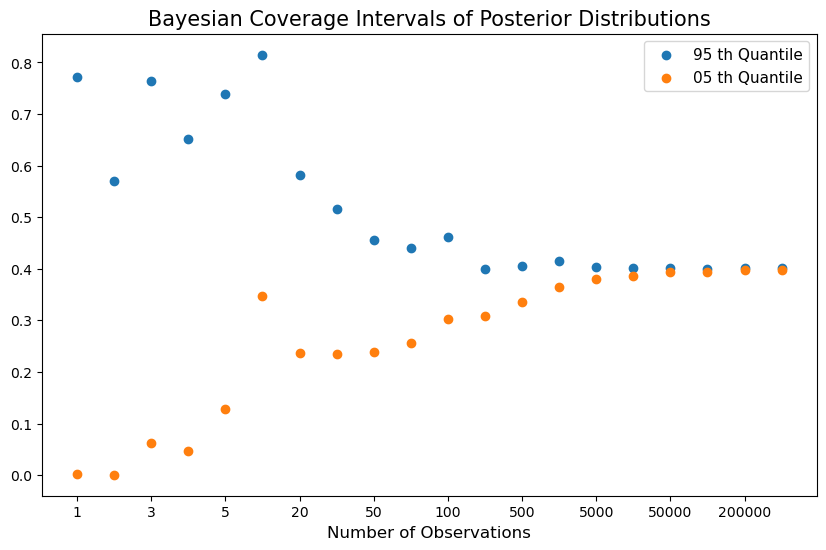 Bayesian Coverage Intervals of Posterior Distributions
95 th Quantile
05 th Quantile
0.8
0.7
0.6
0.5
0.4
0.3
0.2
0.1
0.0
1 3 5 20 50 100 500 5000 50000 200000
Number of Observations